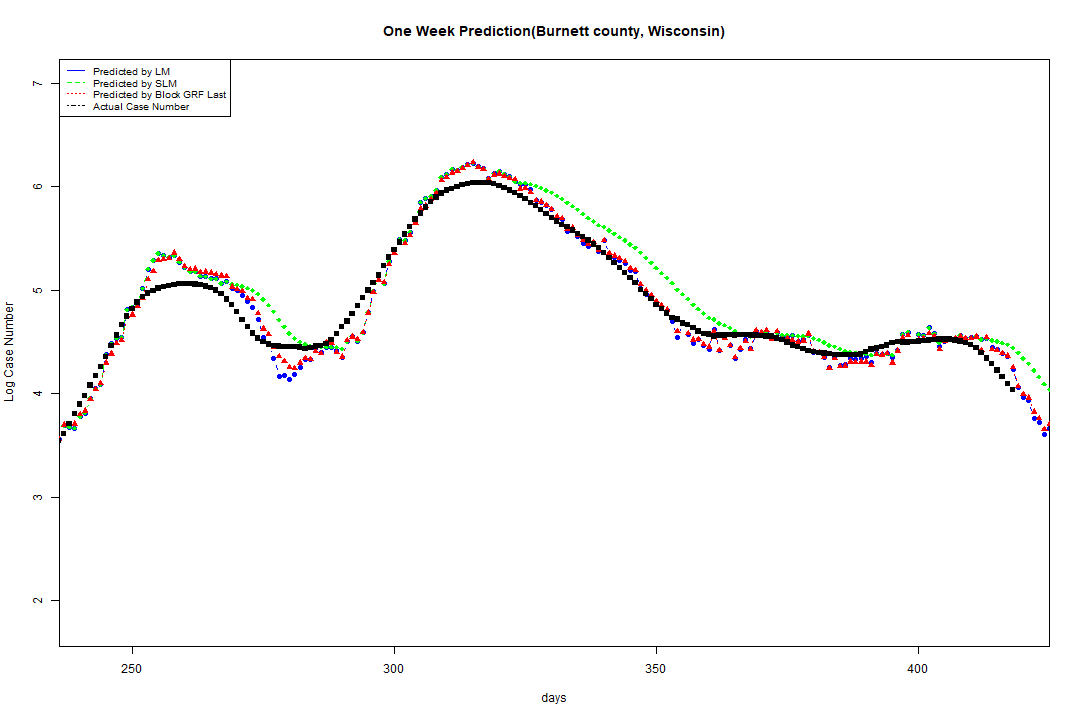 One Week Prediction(Burnett county, Wisconsin)
Predicted by LM
Predicted by SLM
Predicted by Block GRF Last
Actual Case Number
7
6
5
4
3
2
Log Case Number
250 300 350 400
days